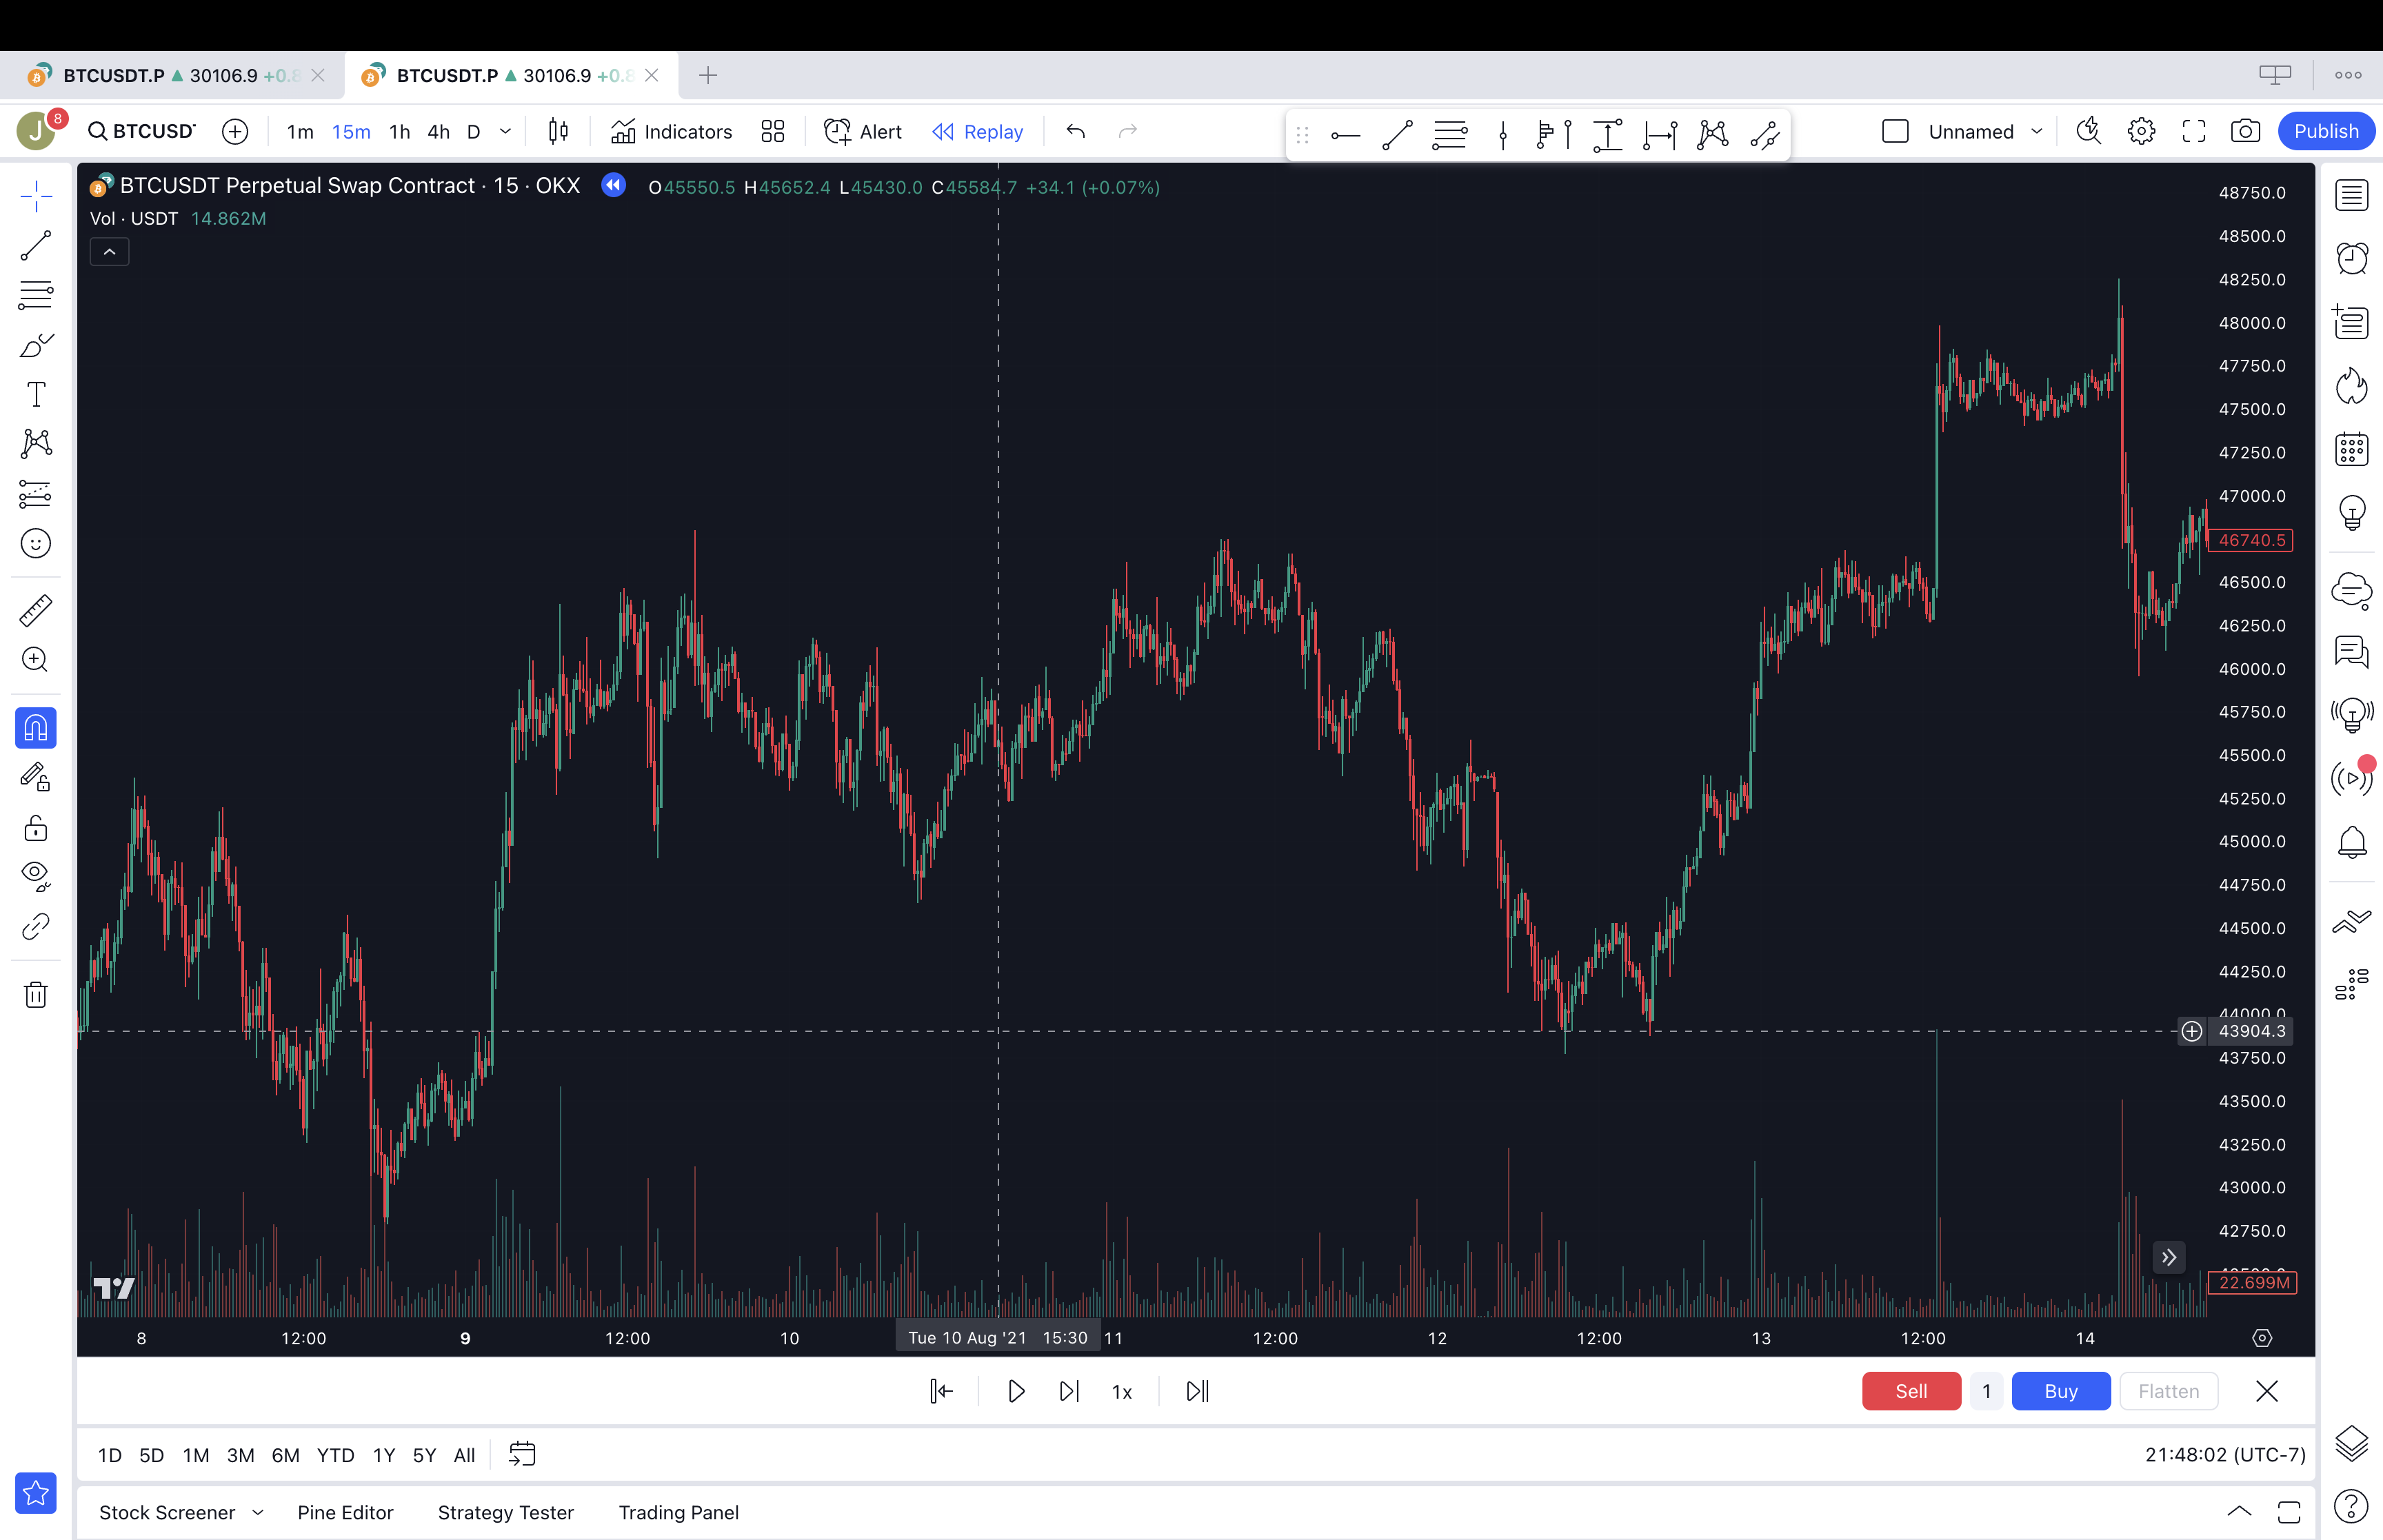 BTCUSDT.P ▲ 30106.9 +0.8
BTCUSDT.P ▲ 30106.9 +0.8
J 8 BTCUSD 1m 15m 1h 4h D Indicators Alert Replay Unnamed Publish
BTCUSDT Perpetual Swap Contract · 15 · OKX O45550.5 H45652.4 L45430.0 C45584.7 +34.1 (+0.07%)
Vol · USDT 14.862M
48750.0
48500.0
48250.0
48000.0
47750.0
47500.0
47250.0
47000.0
46740.5
46500.0
46250.0
46000.0
45750.0
45500.0
45250.0
45000.0
44750.0
44500.0
44250.0
44000.0
43904.3
43750.0
43500.0
43250.0
43000.0
42750.0
22.699M
8 12:00 9 12:00 10 Tue 10 Aug '21 15:30 11 12:00 12 12:00 13 12:00 14
1x Sell 1 Buy Flatten
1D 5D 1M 3M 6M YTD 1Y 5Y All 21:48:02 (UTC-7)
Stock Screener Pine Editor Strategy Tester Trading Panel